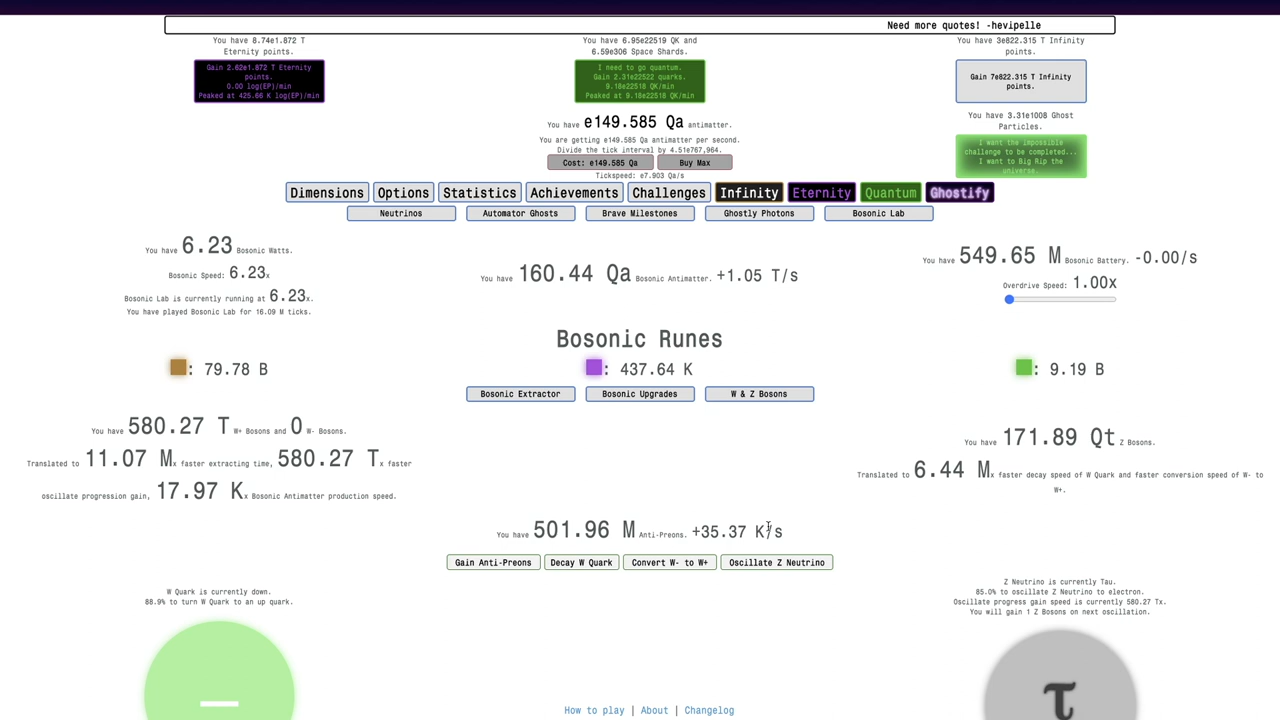 Need more quotes! -hevipelle
You have 8.74e1.872 T
Eternity points.
Gain 2.62e1.872 T Eternity
points.
0.00 log(EP)/min
Peaked at 425.66 K log(EP)/min
You have 6.95e22519 QK and
6.59e306 Space Shards.
I need to go quantum.
Gain 2.31e22522 quarks.
9.18e22518 QK/min
Peaked at 9.18e22518 QK/min
You have 3e822.315 T Infinity
points.
Gain 7e822.315 T Infinity
points.
You have e149.585 Qa antimatter.
You are getting e149.585 Qa antimatter per second.
Divide the tick interval by 4.51e767,964.
Cost: e149.585 Qa
Buy Max
Tickspeed: e7.903 Qa/s
You have 3.31e1008 Ghost
Particles.
I want the impossible
challenge to be completed...
I want to Big Rip the
universe.
Dimensions
Options
Statistics
Achievements
Challenges
Infinity
Eternity
Quantum
Ghostify
Neutrinos
Automator Ghosts
Brave Milestones
Ghostly Photons
Bosonic Lab
You have 6.23 Bosonic Watts.
Bosonic Speed: 6.23x
Bosonic Lab is currently running at 6.23x.
You have played Bosonic Lab for 16.09 M ticks.
You have 160.44 Qa Bosonic Antimatter. +1.05 T/s
You have 549.65 M Bosonic Battery. -0.00/s
Overdrive Speed: 1.00x
Bosonic Runes
: 79.78 B
: 437.64 K
: 9.19 B
Bosonic Extractor
Bosonic Upgrades
W & Z Bosons
You have 580.27 T W+ Bosons and 0 W- Bosons.
Translated to 11.07 Mx faster extracting time, 580.27 Tx faster
oscillate progression gain, 17.97 Kx Bosonic Antimatter production speed.
You have 171.89 Qt Z Bosons.
Translated to 6.44 Mx faster decay speed of W Quark and faster conversion speed of W- to
W+.
You have 501.96 M Anti-Preons. +35.37 K/s
Gain Anti-Preons
Decay W Quark
Convert W- to W+
Oscillate Z Neutrino
W Quark is currently down.
88.9% to turn W Quark to an up quark.
Z Neutrino is currently Tau.
85.0% to oscillate Z Neutrino to electron.
Oscillate progress gain speed is currently 580.27 Tx.
You will gain 1 Z Bosons on next oscillation.
−
τ
How to play | About | Changelog